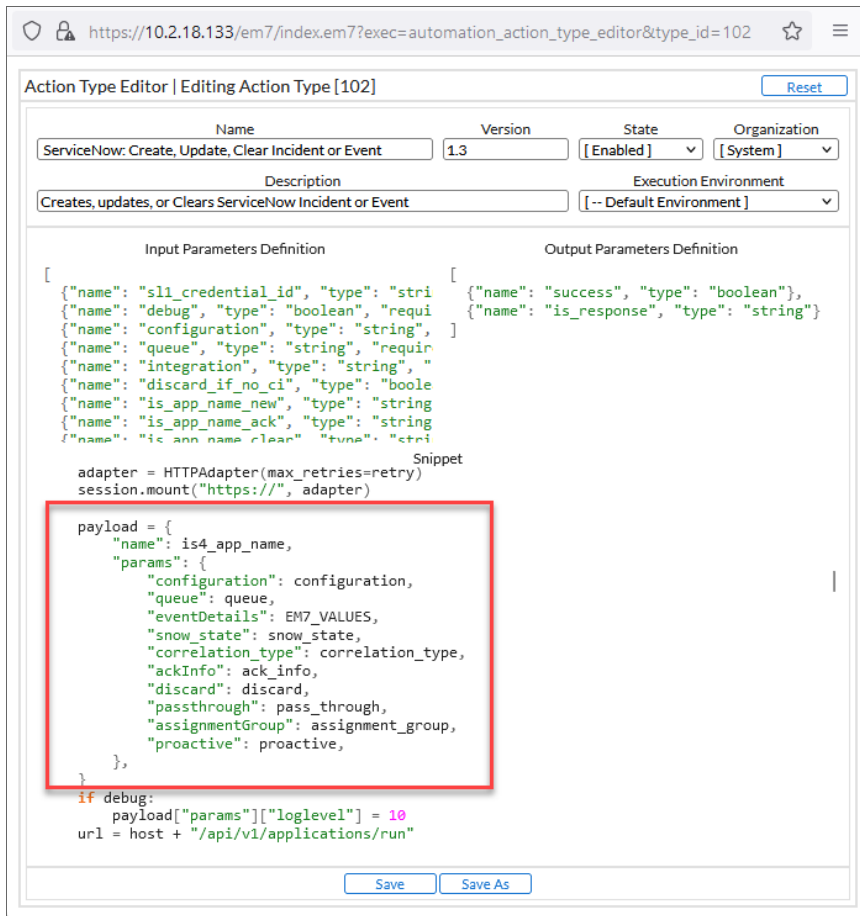 https://10.2.18.133/em7/index.em7?exec=automation_action_type_editor&type_id=102
Action Type Editor | Editing Action Type [102]
Reset
Name
Version
State
Organization
ServiceNow: Create, Update, Clear Incident or Event
1.3
[ Enabled ]
[ System ]
Description
Execution Environment
Creates, updates, or Clears ServiceNow Incident or Event
[ -- Default Environment ]
Input Parameters Definition
[
{"name": "sl1_credential_id", "type": "stri
{"name": "debug", "type": "boolean", "requi
{"name": "configuration", "type": "string",
{"name": "queue", "type": "string", "requir
{"name": "integration", "type": "string", "
{"name": "discard_if_no_ci", "type": "boole
{"name": "is_app_name_new", "type": "string
{"name": "is_app_name_ack", "type": "string
{"name": "is_app_name_clear", "type": "stri
Output Parameters Definition
[
{"name": "success", "type": "boolean"},
{"name": "is_response", "type": "string"}
]
Snippet
adapter = HTTPAdapter(max_retries=retry)
session.mount("https://", adapter)
payload = {
"name": is4_app_name,
"params": {
"configuration": configuration,
"queue": queue,
"eventDetails": EM7_VALUES,
"snow_state": snow_state,
"correlation_type": correlation_type,
"ackInfo": ack_info,
"discard": discard,
"passthrough": pass_through,
"assignmentGroup": assignment_group,
"proactive": proactive,
},
}
if debug:
payload["params"]["loglevel"] = 10
url = host + "/api/v1/applications/run"
Save
Save As